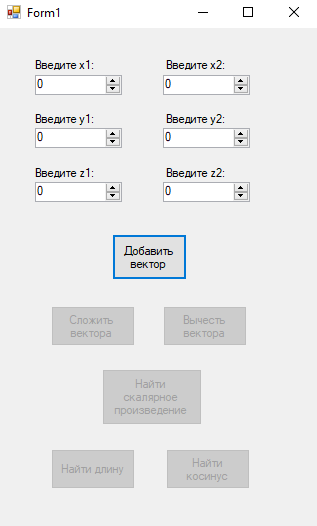 Form1
Введите x1: Введите x2:
0 0
Введите y1: Введите y2:
0 0
Введите z1: Введите z2:
0 0
Добавить
вектор
Сложить Вычесть
вектора вектора
Найти
скалярное
произведение
Найти длину Найти
косинус